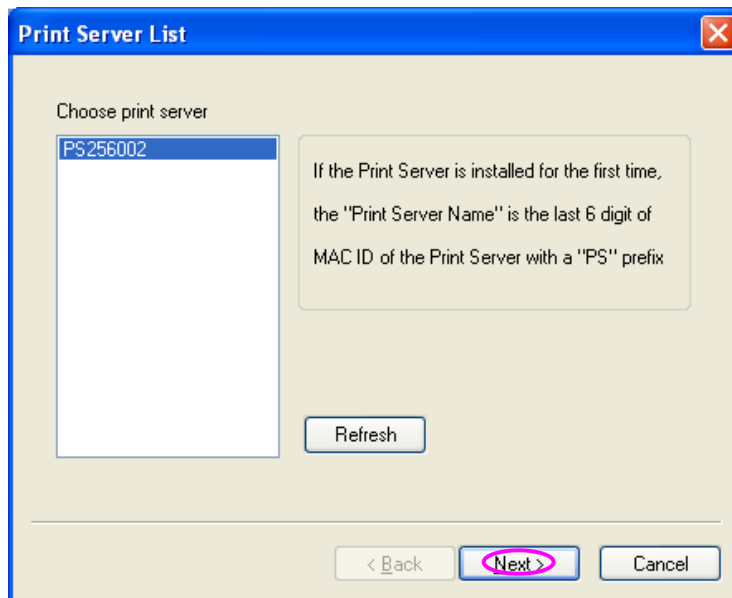 Print Server List
Choose print server
PS256002
If the Print Server is installed for the first time,
the "Print Server Name" is the last 6 digit of
MAC ID of the Print Server with a "PS" prefix
Refresh
< Back
Next >
Cancel